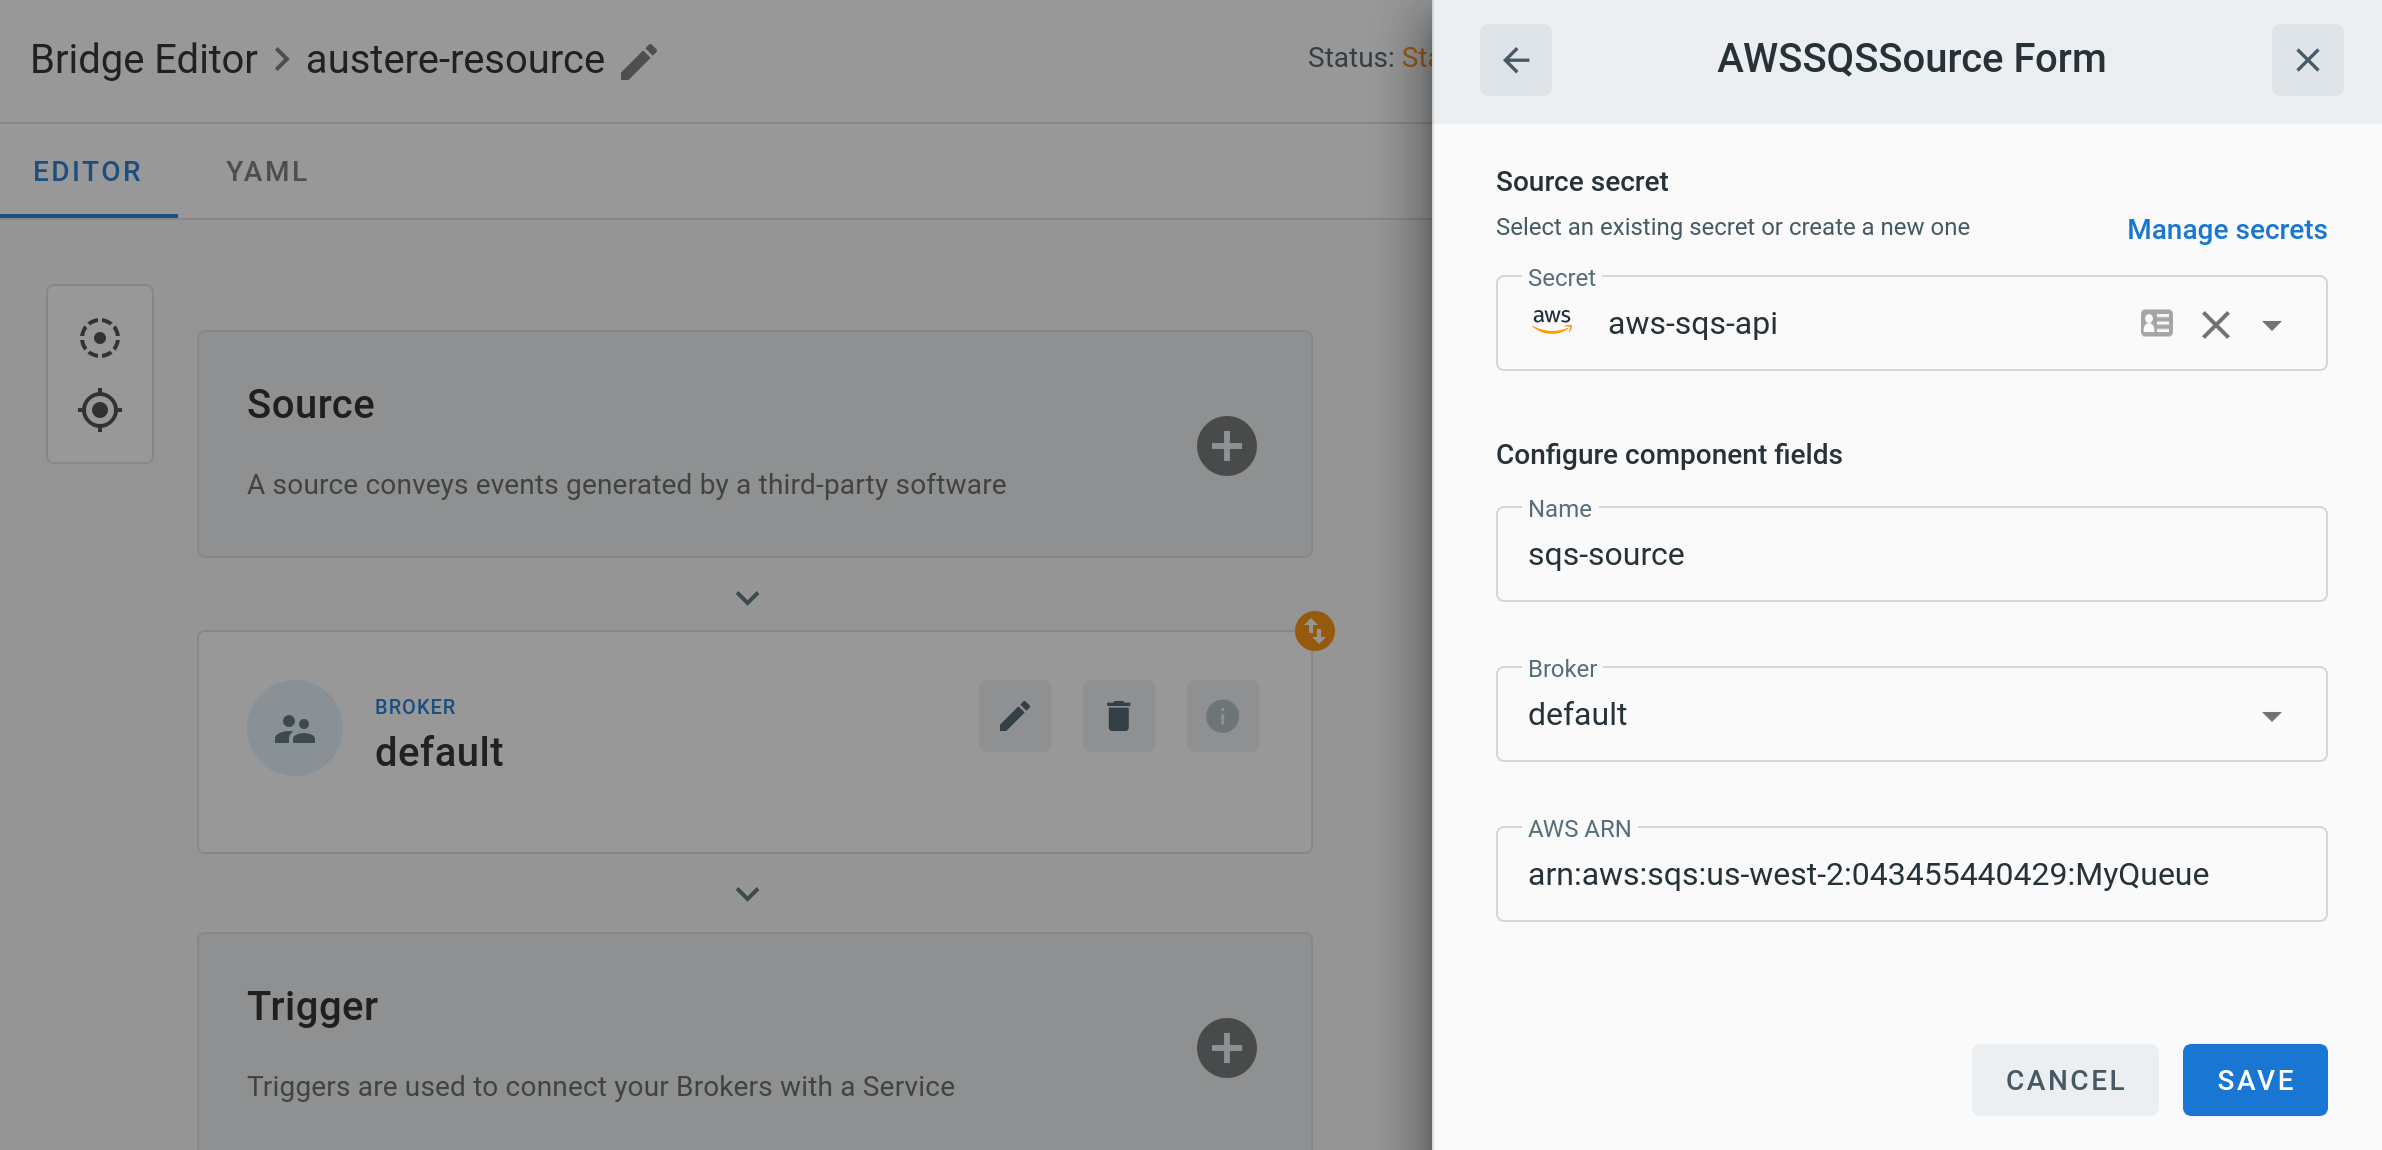 Bridge Editor > austere-resource
Status: Sta
EDITOR
YAML
Source
A source conveys events generated by a third-party software
BROKER
default
Trigger
Triggers are used to connect your Brokers with a Service
AWSSQSSource Form
Source secret
Select an existing secret or create a new one
Manage secrets
Secret
aws
aws-sqs-api
Configure component fields
Name
sqs-source
Broker
default
AWS ARN
arn:aws:sqs:us-west-2:043455440429:MyQueue
CANCEL
SAVE